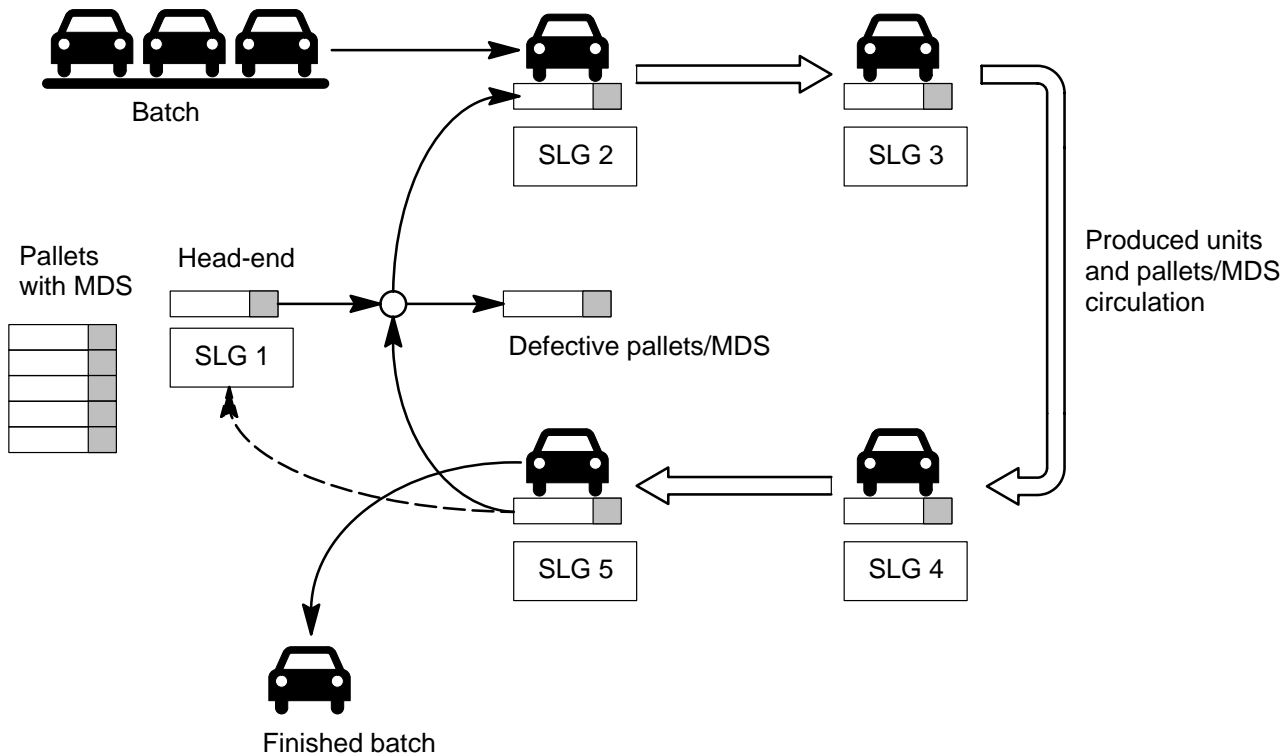 Batch
SLG 2
SLG 3
Pallets
with MDS
Head-end
Produced units
and pallets/MDS
circulation
SLG 1
Defective pallets/MDS
SLG 5
SLG 4
Finished batch